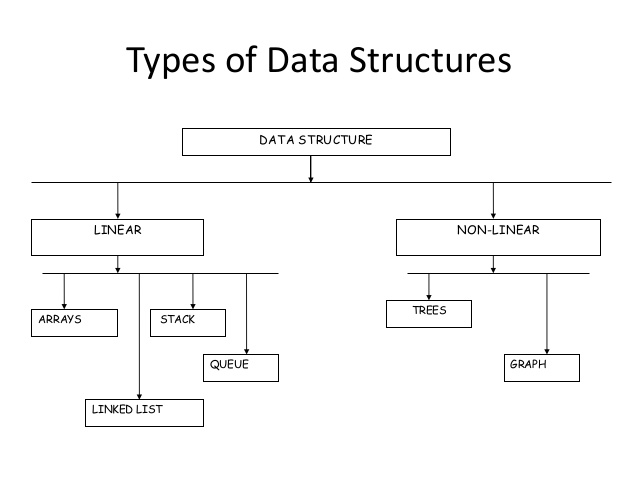 Types of Data Structures
DATA STRUCTURE
LINEAR
NON-LINEAR
ARRAYS
STACK
TREES
QUEUE
GRAPH
LINKED LIST